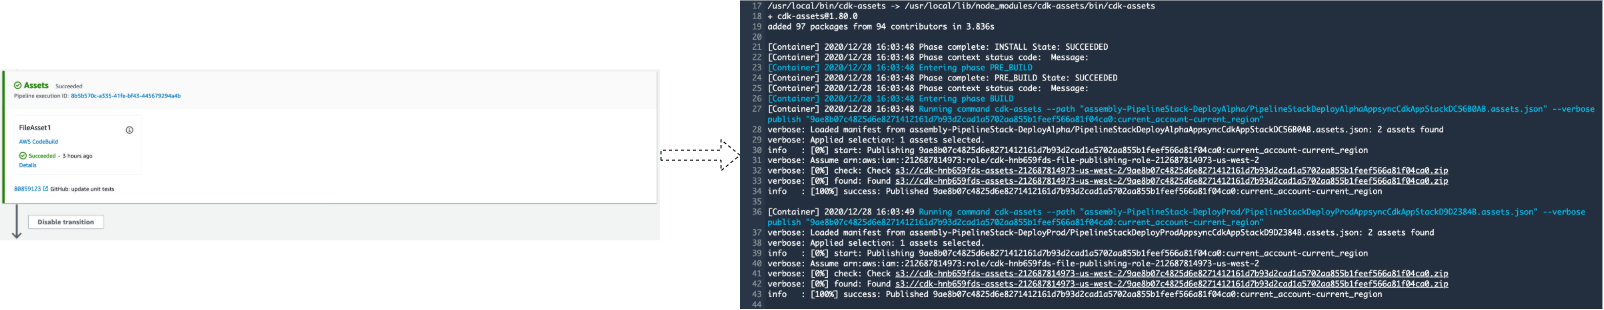 Assets Succeeded
Pipeline execution ID: 8b5b570c-a335-41fe-bf43-445679294a4b
FileAsset1
AWS CodeBuild
Succeeded - 3 hours ago
Details
80859123 GitHub: update unit tests
Disable transition
17 /usr/local/bin/cdk-assets -> /usr/local/lib/node_modules/cdk-assets/bin/cdk-assets
18 + cdk-assets@1.80.0
19 added 97 packages from 94 contributors in 3.836s
20
21 [Container] 2020/12/28 16:03:48 Phase complete: INSTALL State: SUCCEEDED
22 [Container] 2020/12/28 16:03:48 Phase context status code:  Message:
23 [Container] 2020/12/28 16:03:48 Entering phase PRE_BUILD
24 [Container] 2020/12/28 16:03:48 Phase complete: PRE_BUILD State: SUCCEEDED
25 [Container] 2020/12/28 16:03:48 Phase context status code:  Message:
26 [Container] 2020/12/28 16:03:48 Entering phase BUILD
27 [Container] 2020/12/28 16:03:48 Running command cdk-assets --path "assembly-PipelineStack-DeployAlpha/PipelineStackDeployAlphaAppsyncCdkAppStackDC56B0AB.assets.json" --verbose
publish "9ae8b07c4825d6e8271412161d7b93d2cad1a5702aa855b1feef566a81f04ca0:current_account-current_region"
28 verbose: Loaded manifest from assembly-PipelineStack-DeployAlpha/PipelineStackDeployAlphaAppsyncCdkAppStackDC56B0AB.assets.json: 2 assets found
29 verbose: Applied selection: 1 assets selected.
30 info   : [0%] start: Publishing 9ae8b07c4825d6e8271412161d7b93d2cad1a5702aa855b1feef566a81f04ca0:current_account-current_region
31 verbose: Assume arn:aws:iam::212687814973:role/cdk-hnb659fds-file-publishing-role-212687814973-us-west-2
32 verbose: [0%] check: Check s3://cdk-hnb659fds-assets-212687814973-us-west-2/9ae8b07c4825d6e8271412161d7b93d2cad1a5702aa855b1feef566a81f04ca0.zip
33 verbose: [0%] found: Found s3://cdk-hnb659fds-assets-212687814973-us-west-2/9ae8b07c4825d6e8271412161d7b93d2cad1a5702aa855b1feef566a81f04ca0.zip
34 info   : [100%] success: Published 9ae8b07c4825d6e8271412161d7b93d2cad1a5702aa855b1feef566a81f04ca0:current_account-current_region
35
36 [Container] 2020/12/28 16:03:49 Running command cdk-assets --path "assembly-PipelineStack-DeployProd/PipelineStackDeployProdAppsyncCdkAppStackD9D23848.assets.json" --verbose
publish "9ae8b07c4825d6e8271412161d7b93d2cad1a5702aa855b1feef566a81f04ca0:current_account-current_region"
37 verbose: Loaded manifest from assembly-PipelineStack-DeployProd/PipelineStackDeployProdAppsyncCdkAppStackD9D23848.assets.json: 2 assets found
38 verbose: Applied selection: 1 assets selected.
39 info   : [0%] start: Publishing 9ae8b07c4825d6e8271412161d7b93d2cad1a5702aa855b1feef566a81f04ca0:current_account-current_region
40 verbose: Assume arn:aws:iam::212687814973:role/cdk-hnb659fds-file-publishing-role-212687814973-us-west-2
41 verbose: [0%] check: Check s3://cdk-hnb659fds-assets-212687814973-us-west-2/9ae8b07c4825d6e8271412161d7b93d2cad1a5702aa855b1feef566a81f04ca0.zip
42 verbose: [0%] found: Found s3://cdk-hnb659fds-assets-212687814973-us-west-2/9ae8b07c4825d6e8271412161d7b93d2cad1a5702aa855b1feef566a81f04ca0.zip
43 info   : [100%] success: Published 9ae8b07c4825d6e8271412161d7b93d2cad1a5702aa855b1feef566a81f04ca0:current_account-current_region
44